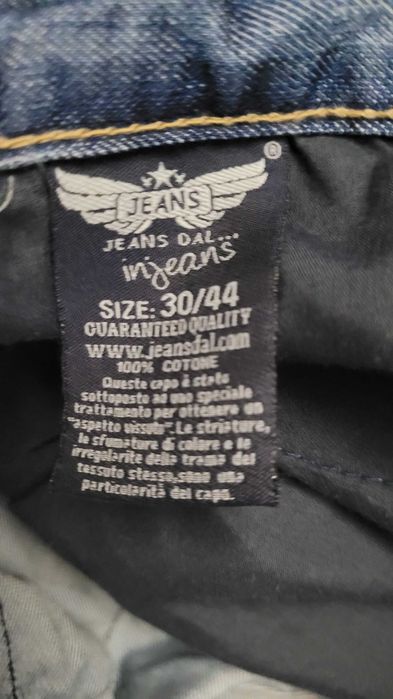 ®
JEANS
JEANS DAL...
injeans
SIZE: 30/44
GUARANTEED QUALITY
www.jeansdal.com
100% COTONE
Questo capo è stato
sottoposto ad uno speciale
trattamento per ottenere un
"aspetto vissuto". Le striature,
le sfumature di colore e le
irregolarite della trama del
tessuto stesso,sono una
particolarità del capo.